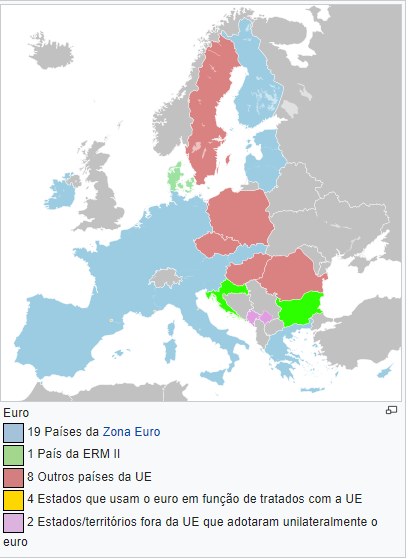 Euro
19 Países da Zona Euro
1 País da ERM II
8 Outros países da UE
4 Estados que usam o euro em função de tratados com a UE
2 Estados/territórios fora da UE que adotaram unilateralmente o
euro